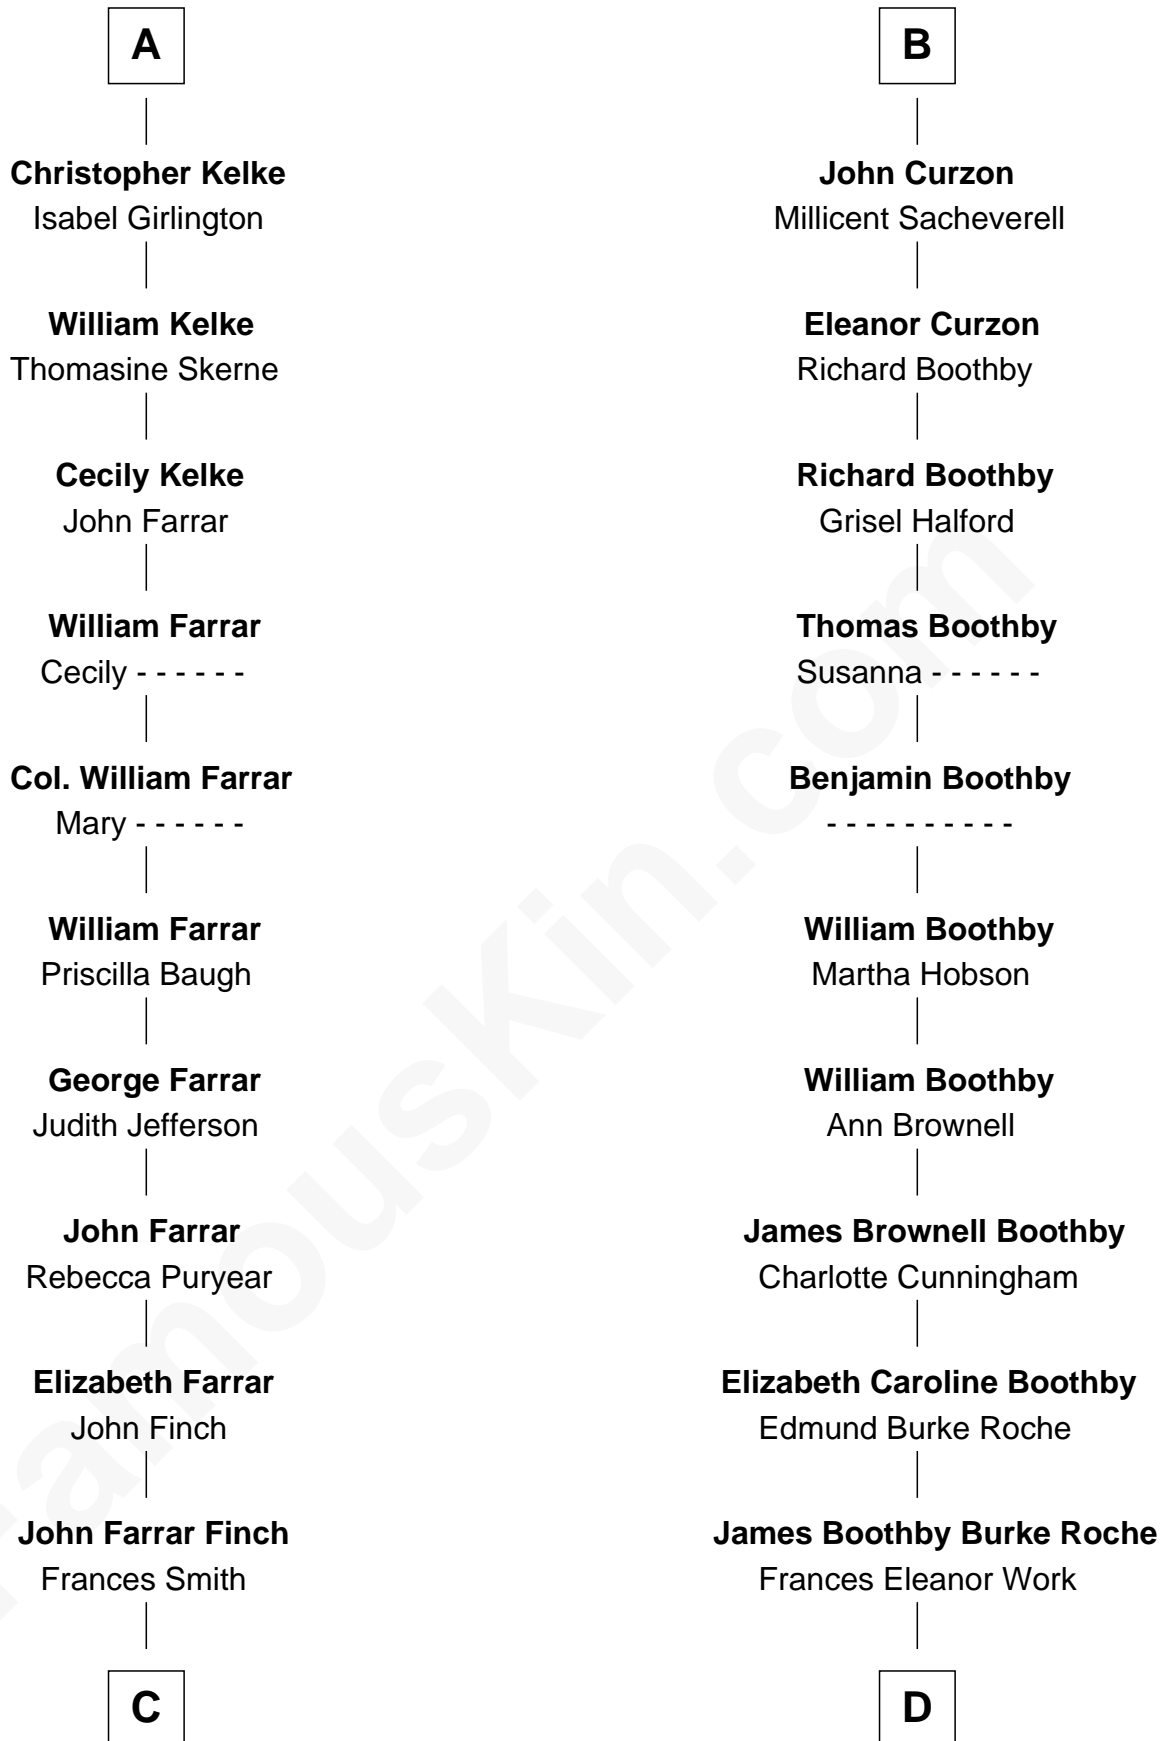 A
Christopher Kelke
Isabel Girlington
William Kelke
Thomasine Skerne
Cecily Kelke
John Farrar
William Farrar
Cecily - - - - - -
Col. William Farrar
Mary - - - - - -
William Farrar
Priscilla Baugh
George Farrar
Judith Jefferson
John Farrar
Rebecca Puryear
Elizabeth Farrar
John Finch
John Farrar Finch
Frances Smith
C
B
John Curzon
Millicent Sacheverell
Eleanor Curzon
Richard Boothby
Richard Boothby
Grisel Halford
Thomas Boothby
Susanna - - - - - -
Benjamin Boothby
- - - - - - - - - -
William Boothby
Martha Hobson
William Boothby
Ann Brownell
James Brownell Boothby
Charlotte Cunningham
Elizabeth Caroline Boothby
Edmund Burke Roche
James Boothby Burke Roche
Frances Eleanor Work
D
FamousKin.com